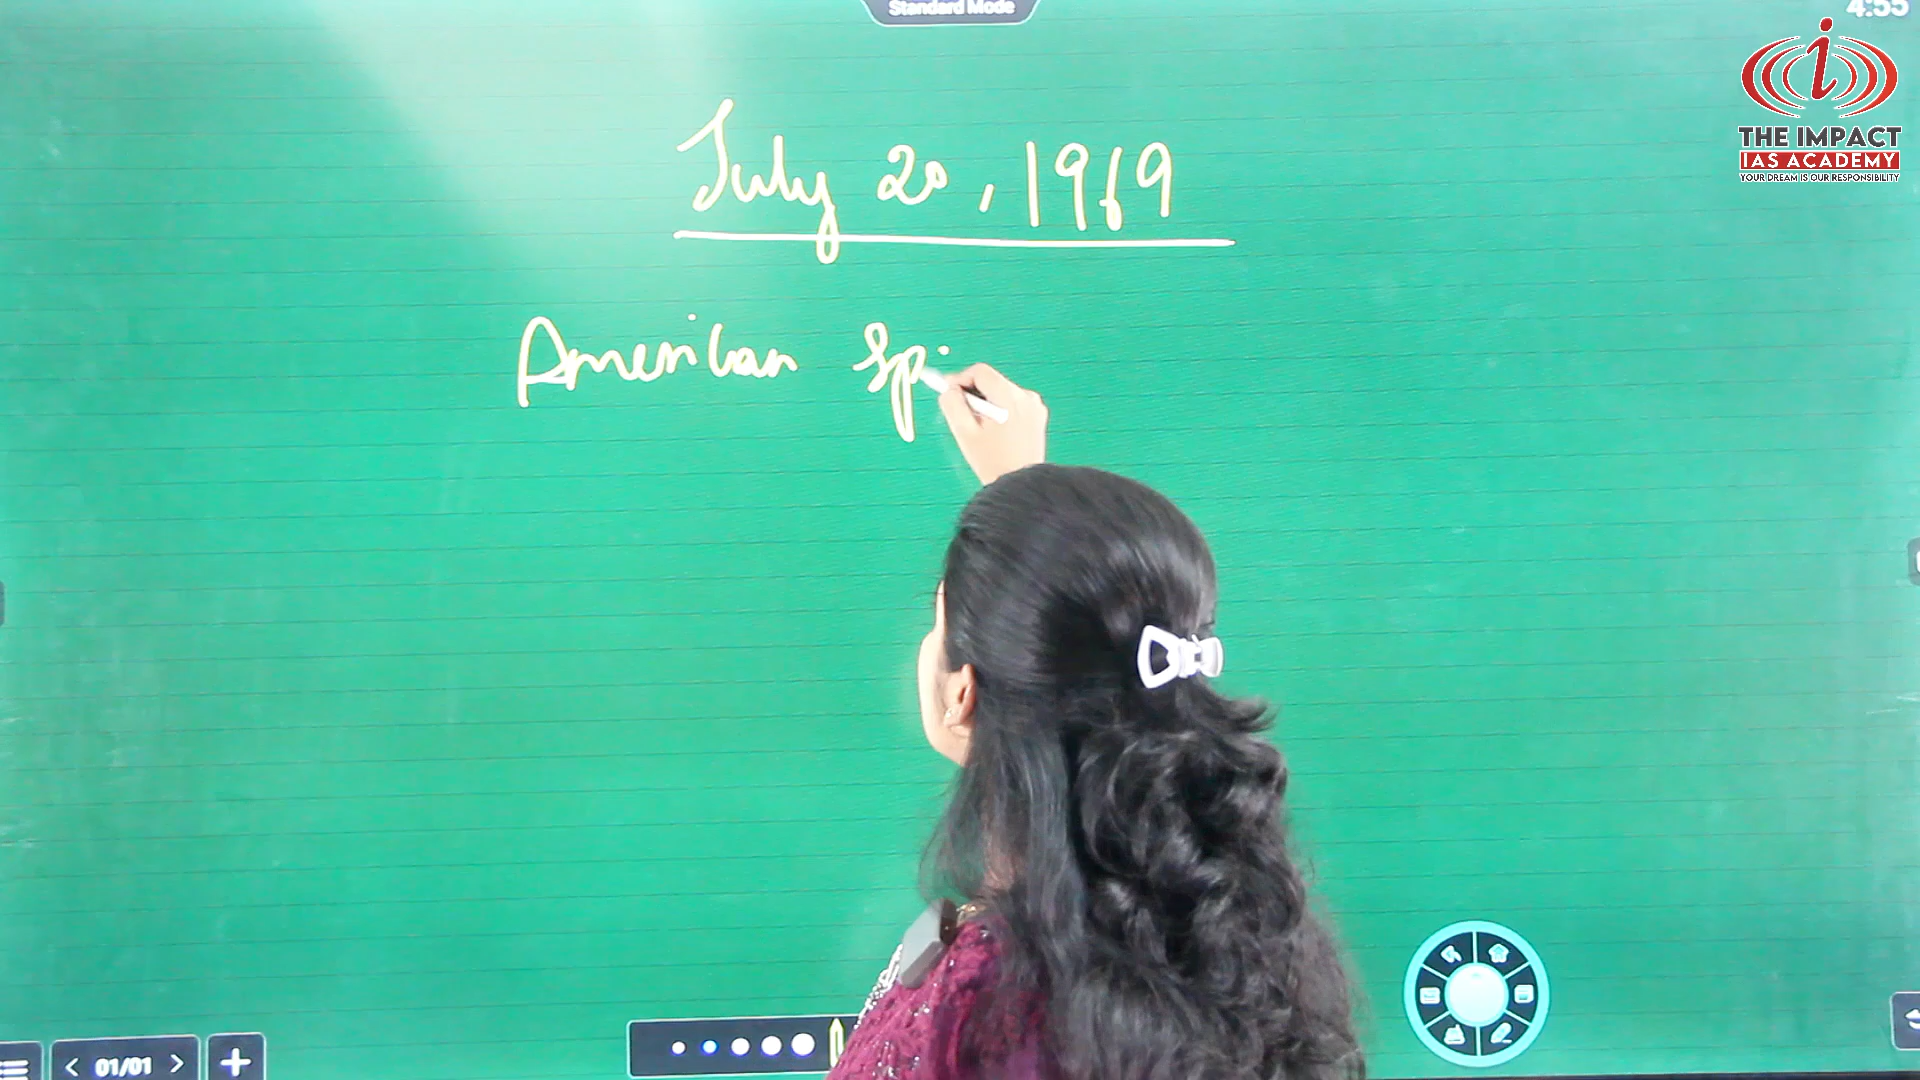 Standard Mode
4:55
i
THE IMPACT
IAS ACADEMY
YOUR DREAM IS OUR RESPONSIBILITY
July 20, 1969
American Spi
01/01